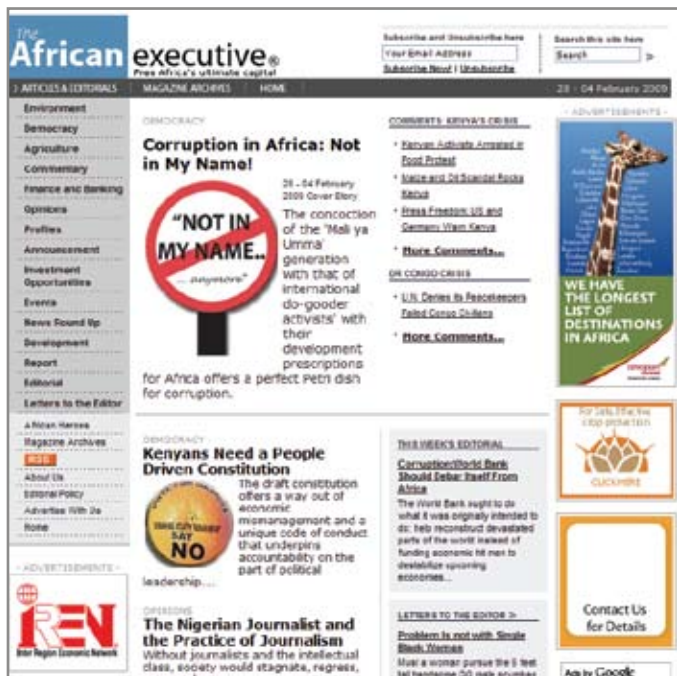 The
African executive®
Free Africa's ultimate capital
Subscribe and Unsubscribe here
Your Email Address
Subscribe Now! | Unsubscribe
Search this site here
Search
ARTICLES & EDITORIALS
MAGAZINE ARCHIVES
HOME
28 - 04 February 2009
Environment
Democracy
Agriculture
Commentary
Finance and Banking
Opinions
Profiles
Announcement
Investment
Opportunities
Events
News Round Up
Development
Report
Editorial
Letters to the Editor
African Heroes
Magazine Archives
RSS
About Us
Editorial Policy
Advertise With Us
Home
- ADVERTISEMENTS -
IREN
Inter Region Economic Network
DEMOCRACY
Corruption in Africa: Not
in My Name!
"NOT IN
MY NAME..
... anymore"
28 - 04 February
2009 Cover Story
The concoction
of the 'Mali ya
Umma'
generation
with that of
international
do-gooder
activists' with
their
development
prescriptions
for Africa offers a perfect Petri dish
for corruption.
COMMENTS: KENYA'S CRISIS
Kenyan Activists Arrested in
Food Protest
Maize and Oil Scandal Rocks
Kenya
Press Freedom: US and
Germany Warn Kenya
More Comments...
DR CONGO CRISIS
U.N. Denies its Peacekeepers
Failed Congo Civilians
More Comments...
DEMOCRACY
Kenyans Need a People
Driven Constitution
SAY
NO
The draft constitution
offers a way out of
economic
mismanagement and a
unique code of conduct
that underpins
accountability on the
part of political
leadership....
OPINIONS
The Nigerian Journalist and
the Practice of Journalism
Without journalists and the intellectual
class, society would stagnate, regress,
THIS WEEK'S EDITORIAL
Corruption:World Bank
Should Debar Itself From
Africa
The World Bank ought to do
what it was originally intended to
do: help reconstruct devastated
parts of the world instead of
funding economic hit men to
destabilize upcoming
economies...
LETTERS TO THE EDITOR >
Problem Is not with Single
Black Women
Must a woman pursue the 6 feet
- ADVERTISEMENTS -
WE HAVE
THE LONGEST
LIST OF
DESTINATIONS
IN AFRICA
For Safe, Effective
crop protection
CLICK HERE
Contact Us
for Details
Ads by Google